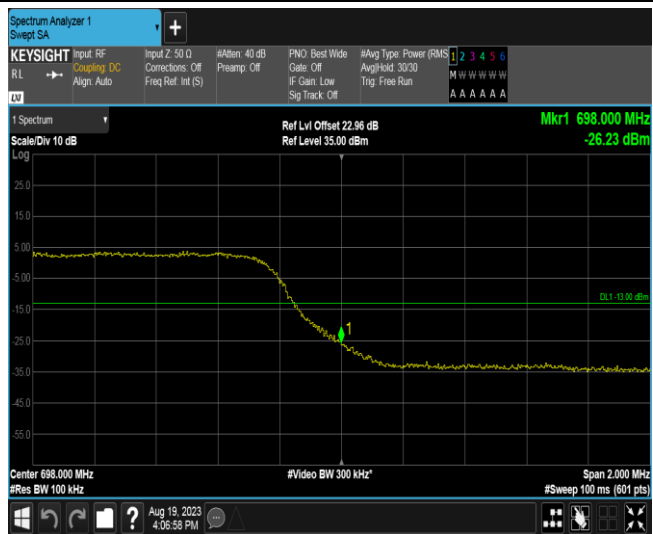 Spectrum Analyzer 1
Swept SA
KEYSIGHT
RL
LXI
Input: RF
Coupling: DC
Align: Auto
Input Z: 50 Ω
Corrections: Off
Freq Ref: Int (S)
#Atten: 40 dB
Preamp: Off
PNO: Best Wide
Gate: Off
IF Gain: Low
Sig Track: Off
#Avg Type: Power (RMS
Avg|Hold: 30/30
Trig: Free Run
1 2 3 4 5 6
M W W W W W
A A A A A A
1 Spectrum
Scale/Div 10 dB
Log
Ref Lvl Offset 22.96 dB
Ref Level 35.00 dBm
Mkr1 698.000 MHz
-26.23 dBm
25.0
15.0
5.00
-5.00
DL1 -13.00 dBm
-15.0
1
-25.0
-35.0
-45.0
-55.0
Center 698.000 MHz
#Video BW 300 kHz*
Span 2.000 MHz
#Res BW 100 kHz
#Sweep 100 ms (601 pts)
?
Aug 19, 2023
4:06:58 PM